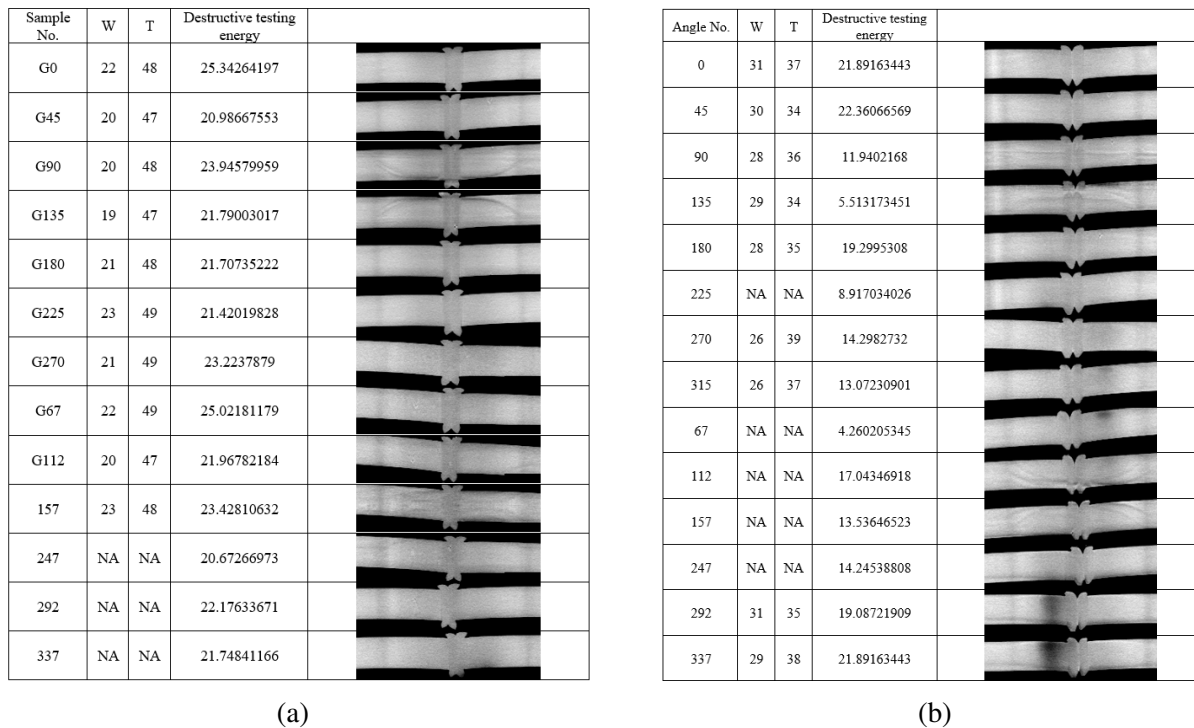 Sample No. W T Destructive testing energy
G0 22 48 25.34264197
G45 20 47 20.98667553
G90 20 48 23.94579959
G135 19 47 21.79003017
G180 21 48 21.70735222
G225 23 49 21.42019828
G270 21 49 23.2237879
G67 22 49 25.02181179
G112 20 47 21.96782184
157 23 48 23.42810632
247 NA NA 20.67266973
292 NA NA 22.17633671
337 NA NA 21.74841166
(a)
Angle No. W T Destructive testing energy
0 31 37 21.89163443
45 30 34 22.36066569
90 28 36 11.9402168
135 29 34 5.513173451
180 28 35 19.2995308
225 NA NA 8.917034026
270 26 39 14.2982732
315 26 37 13.07230901
67 NA NA 4.260205345
112 NA NA 17.04346918
157 NA NA 13.53646523
247 NA NA 14.24538808
292 31 35 19.08721909
337 29 38 21.89163443
(b)